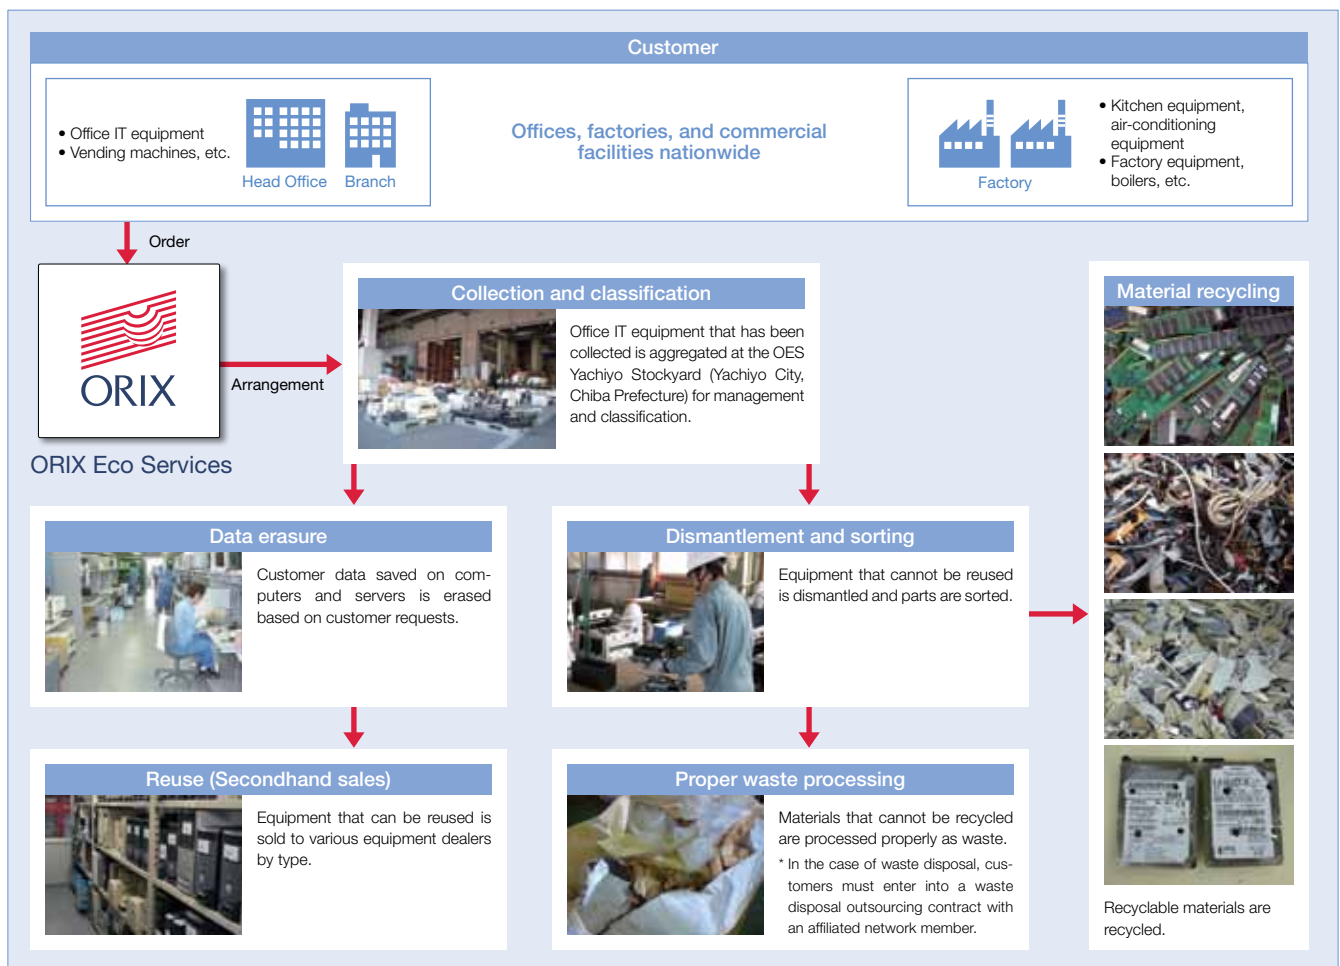 Customer
• Office IT equipment
• Vending machines, etc.
Head Office
Branch
Offices, factories, and commercial
facilities nationwide
Factory
• Kitchen equipment,
air-conditioning
equipment
• Factory equipment,
boilers, etc.
Order
ORIX
ORIX Eco Services
Arrangement
Collection and classification
Office IT equipment that has been
collected is aggregated at the OES
Yachiyo Stockyard (Yachiyo City,
Chiba Prefecture) for management
and classification.
Data erasure
Customer data saved on com-
puters and servers is erased
based on customer requests.
Dismantlement and sorting
Equipment that cannot be reused
is dismantled and parts are sorted.
Reuse (Secondhand sales)
Equipment that can be reused is
sold to various equipment dealers
by type.
Proper waste processing
Materials that cannot be recycled
are processed properly as waste.
* In the case of waste disposal, cus-
tomers must enter into a waste
disposal outsourcing contract with
an affiliated network member.
Material recycling
Recyclable materials are
recycled.